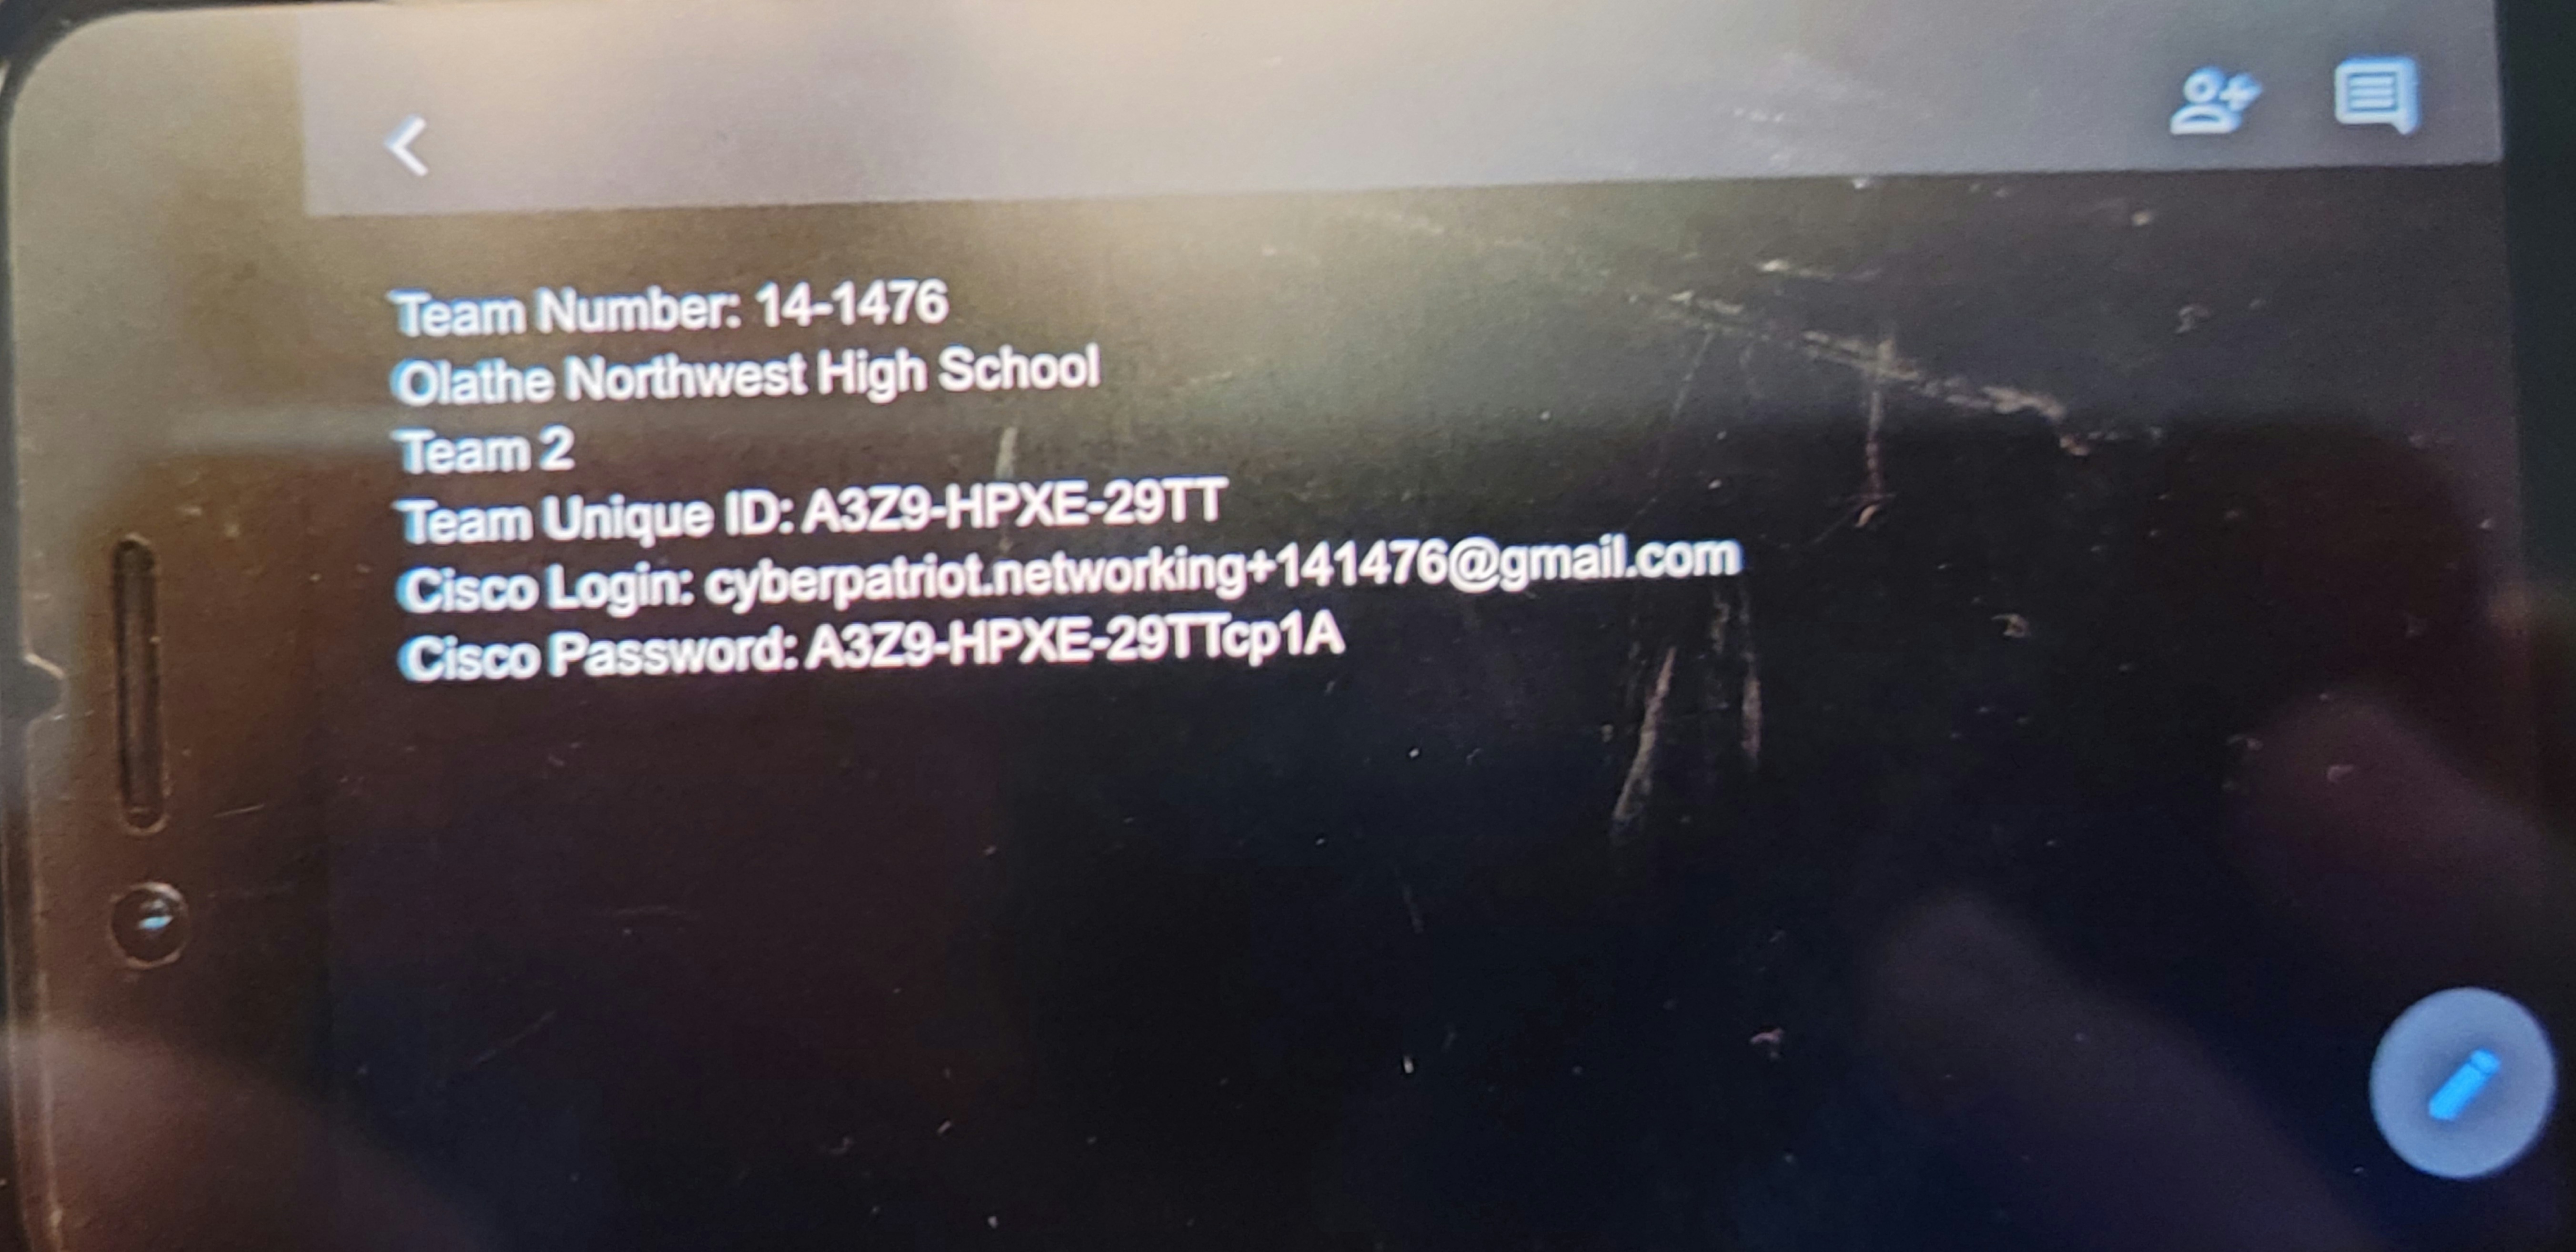 Team Number: 14-1476
Olathe Northwest High School
Team 2
Team Unique ID: A3Z9-HPXE-29TT
Cisco Login: cyberpatriot.networking+141476@gmail.com
Cisco Password: A3Z9-HPXE-29TTcp1A